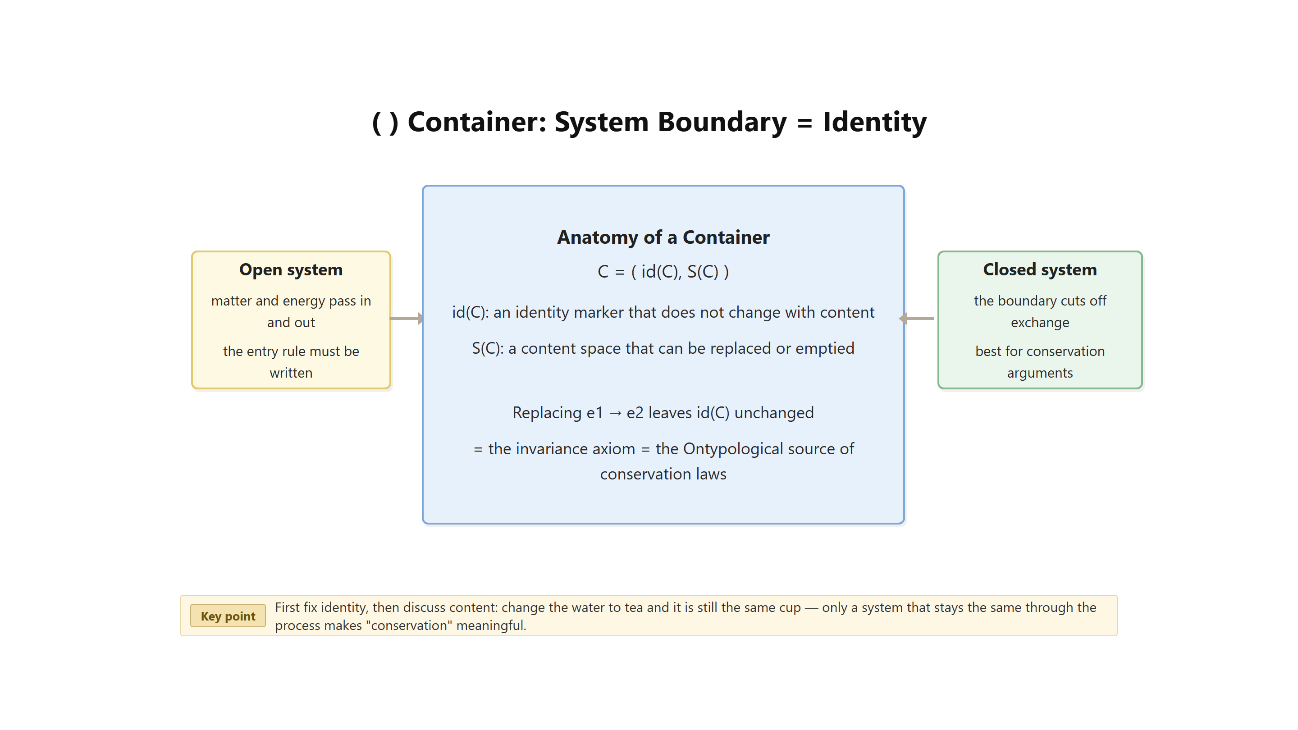 ( ) Container: System Boundary = Identity
Open system
matter and energy pass in
and out
the entry rule must be
written
Anatomy of a Container
C = ( id(C), S(C) )
id(C): an identity marker that does not change with content
S(C): a content space that can be replaced or emptied
Replacing e1 → e2 leaves id(C) unchanged
= the invariance axiom = the Ontypological source of
conservation laws
Closed system
the boundary cuts off
exchange
best for conservation
arguments
Key point
First fix identity, then discuss content: change the water to tea and it is still the same cup — only a system that stays the same through the
process makes "conservation" meaningful.